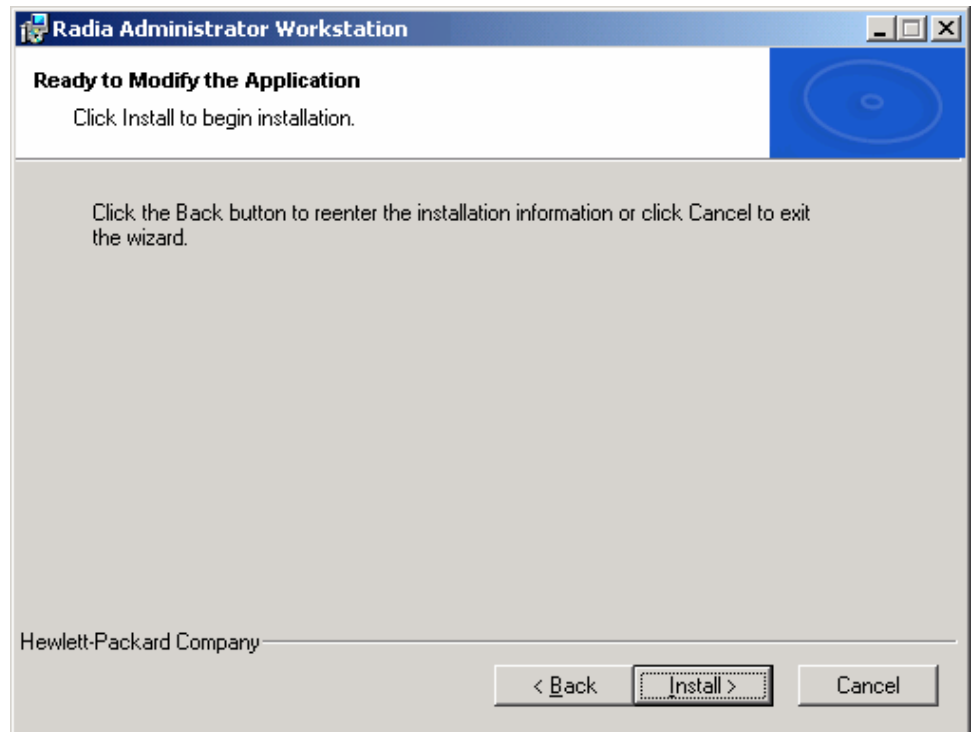 Radia Administrator Workstation
Ready to Modify the Application
Click Install to begin installation.
Click the Back button to reenter the installation information or click Cancel to exit
the wizard.
Hewlett-Packard Company
< Back Install > Cancel